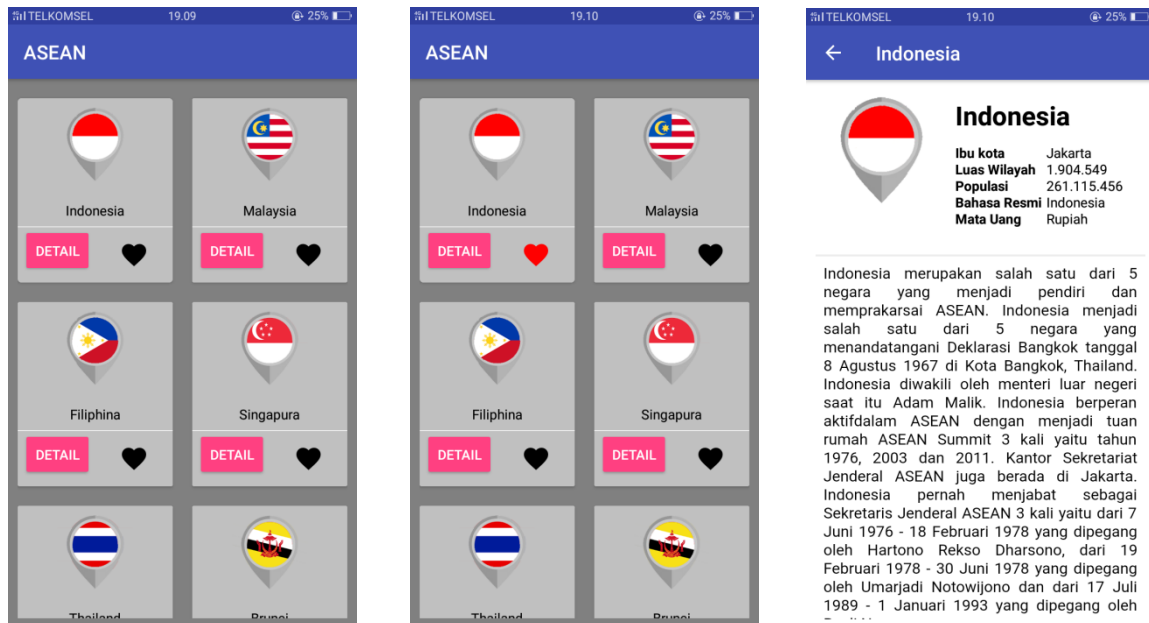 TELKOMSEL 19.09 25%
ASEAN
Indonesia Malaysia
DETAIL DETAIL
Filiphina Singapura
DETAIL DETAIL
Thailand Brunei
TELKOMSEL 19.10 25%
ASEAN
Indonesia Malaysia
DETAIL DETAIL
Filiphina Singapura
DETAIL DETAIL
Thailand Brunei
TELKOMSEL 19.10 25%
Indonesia
Indonesia
Ibu kota Jakarta
Luas Wilayah 1.904.549
Populasi 261.115.456
Bahasa Resmi Indonesia
Mata Uang Rupiah
Indonesia merupakan salah satu dari 5
negara yang menjadi pendiri dan
memprakarsai ASEAN. Indonesia menjadi
salah satu dari 5 negara yang
menandatangani Deklarasi Bangkok tanggal
8 Agustus 1967 di Kota Bangkok, Thailand.
Indonesia diwakili oleh menteri luar negeri
saat itu Adam Malik. Indonesia berperan
aktifdalam ASEAN dengan menjadi tuan
rumah ASEAN Summit 3 kali yaitu tahun
1976, 2003 dan 2011. Kantor Sekretariat
Jenderal ASEAN juga berada di Jakarta.
Indonesia pernah menjabat sebagai
Sekretaris Jenderal ASEAN 3 kali yaitu dari 7
Juni 1976 - 18 Februari 1978 yang dipegang
oleh Hartono Rekso Dharsono, dari 19
Februari 1978 - 30 Juni 1978 yang dipegang
oleh Umarjadi Notowijono dan dari 17 Juli
1989 - 1 Januari 1993 yang dipegang oleh